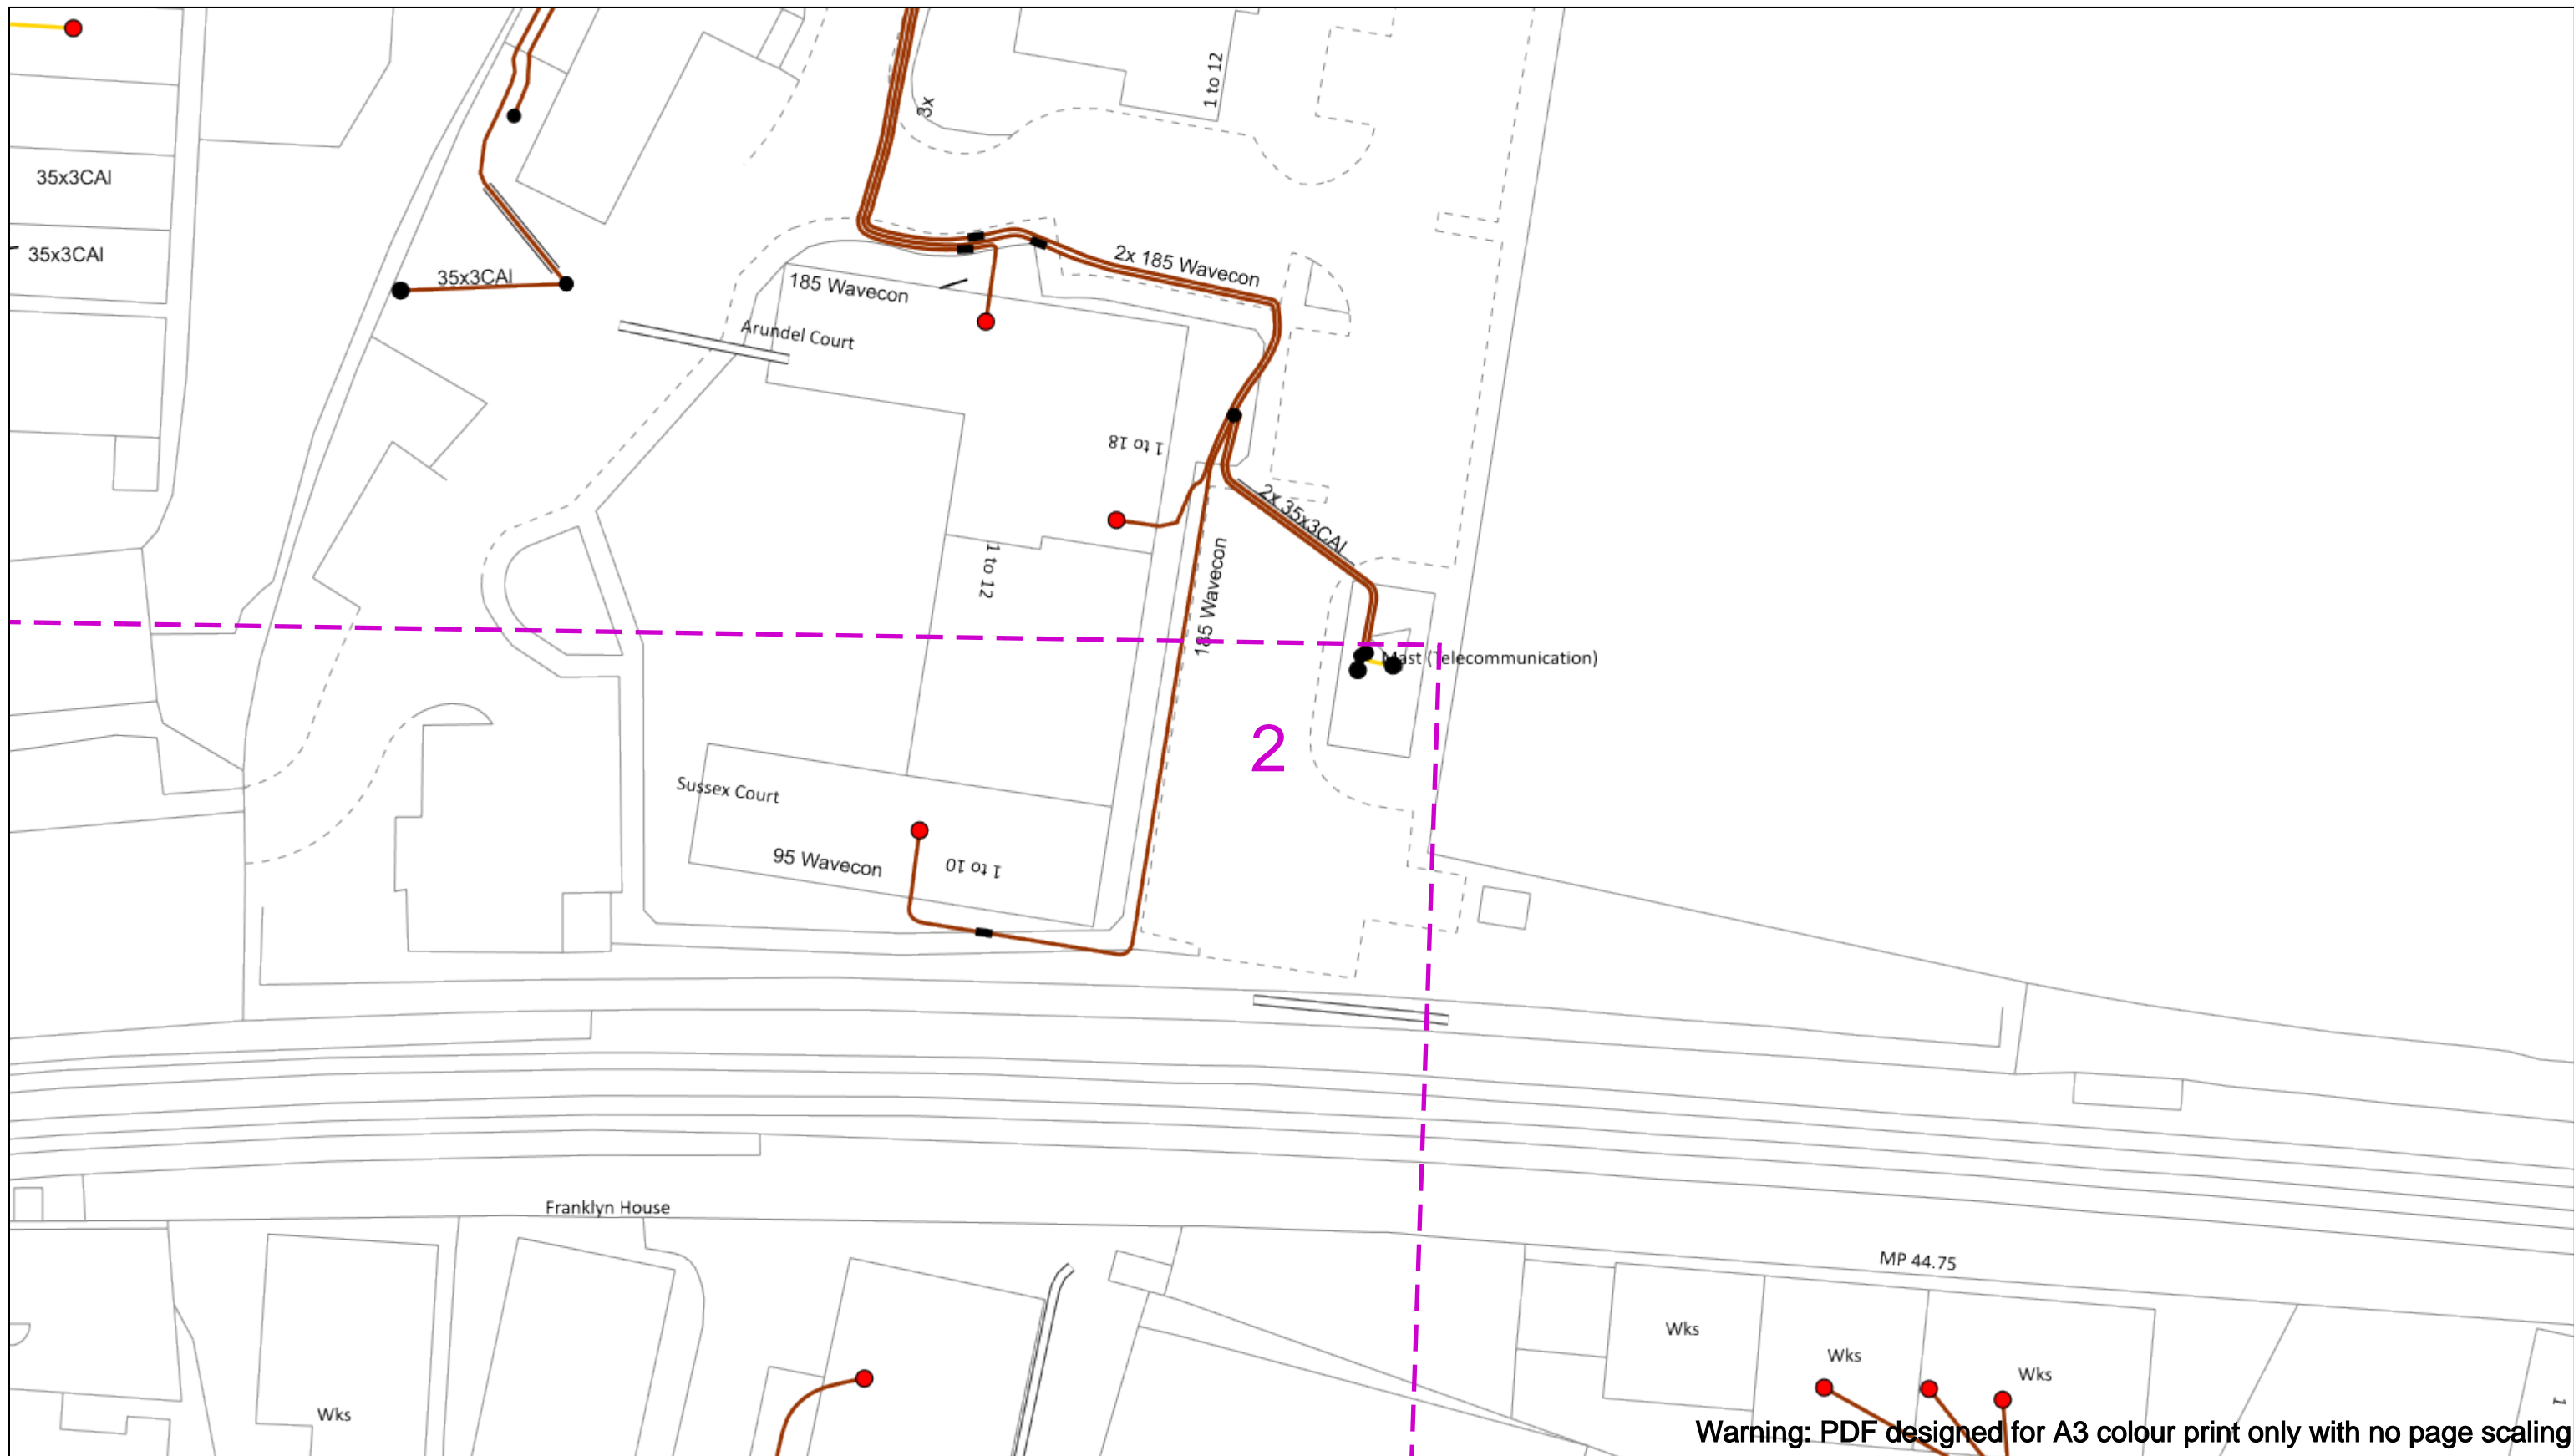 3x
1 to 12
35x3CAl
35x3CAl
35x3CAl
2x 185 Wavecon
185 Wavecon
Arundel Court
1 to 18
2x 35x3CAl
1 to 12
185 Wavecon
Mast (Telecommunication)
2
Sussex Court
95 Wavecon
1 to 10
Franklyn House
MP 44.75
Wks
Wks
Wks
Wks
1
Warning: PDF designed for A3 colour print only with no page scaling